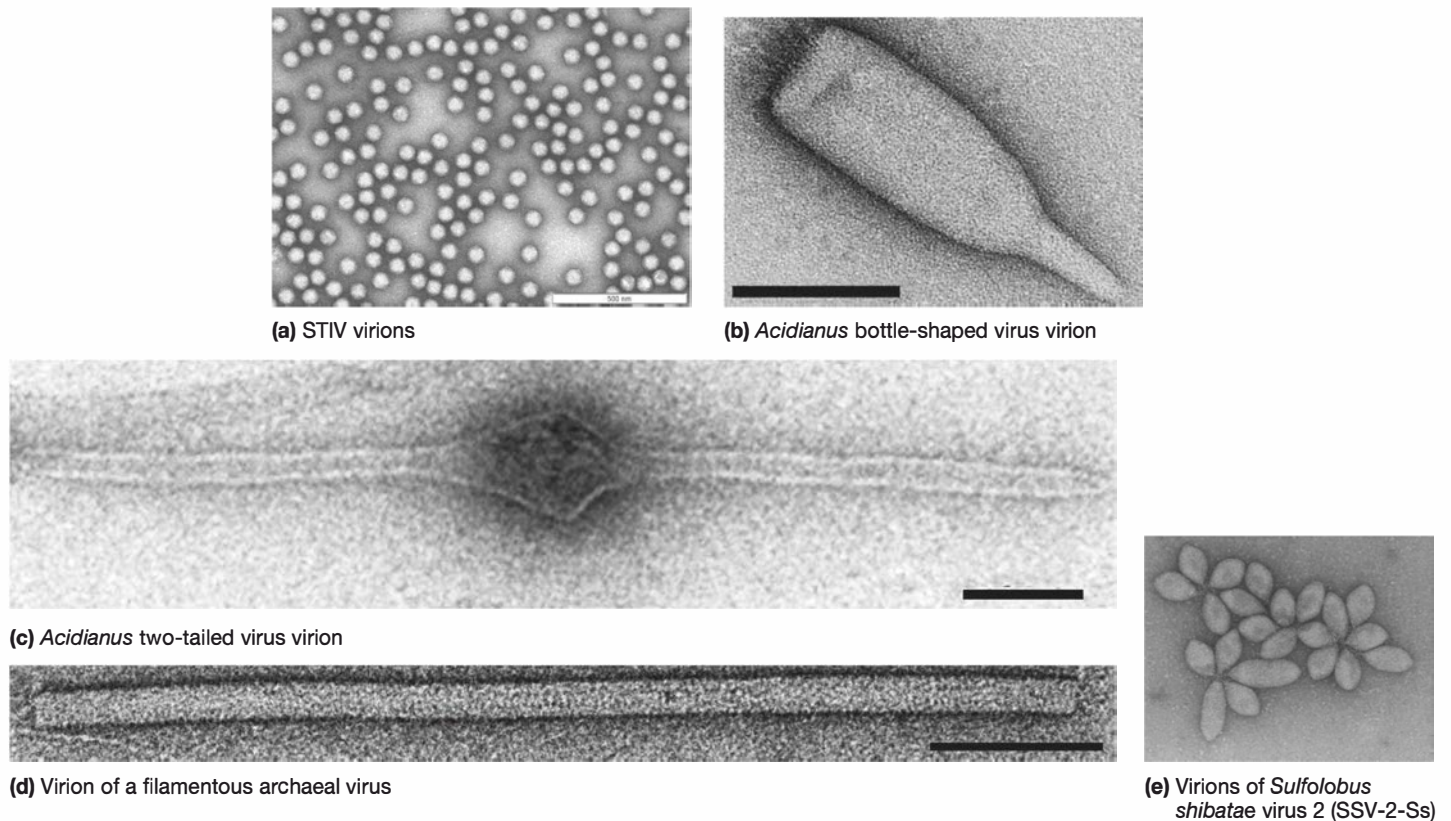 500 nm
(a) STIV virions
(b) Acidianus bottle-shaped virus virion
(c) Acidianus two-tailed virus virion
(d) Virion of a filamentous archaeal virus
(e) Virions of Sulfolobus
shibatae virus 2 (SSV-2-Ss)